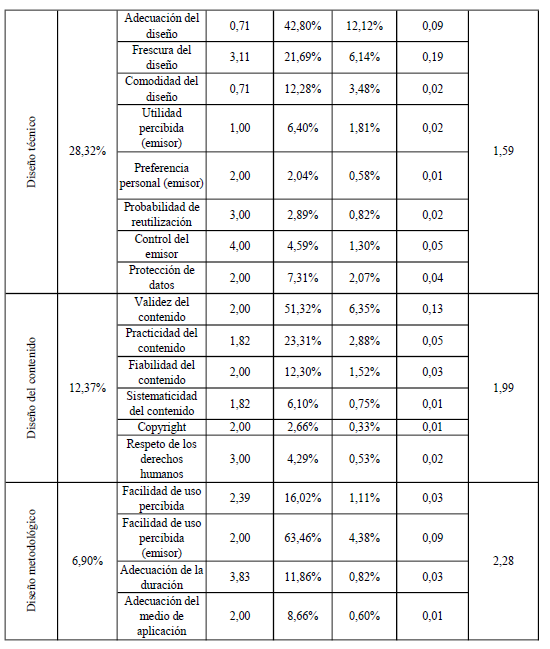 Diseño técnico
28,32%
Adecuación del
diseño
0,71
42,80%
12,12%
0,09
1,59
Frescura del
diseño
3,11
21,69%
6,14%
0,19
Comodidad del
diseño
0,71
12,28%
3,48%
0,02
Utilidad
percibida
(emisor)
1,00
6,40%
1,81%
0,02
Preferencia
personal (emisor)
2,00
2,04%
0,58%
0,01
Probabilidad de
reutilización
3,00
2,89%
0,82%
0,02
Control del
emisor
4,00
4,59%
1,30%
0,05
Protección de
datos
2,00
7,31%
2,07%
0,04
Diseño del contenido
12,37%
Validez del
contenido
2,00
51,32%
6,35%
0,13
1,99
Practicidad del
contenido
1,82
23,31%
2,88%
0,05
Fiabilidad del
contenido
2,00
12,30%
1,52%
0,03
Sistematicidad
del contenido
1,82
6,10%
0,75%
0,01
Copyright
2,00
2,66%
0,33%
0,01
Respeto de los
derechos
humanos
3,00
4,29%
0,53%
0,02
Diseño metodológico
6,90%
Facilidad de uso
percibida
2,39
16,02%
1,11%
0,03
2,28
Facilidad de uso
percibida
(emisor)
2,00
63,46%
4,38%
0,09
Adecuación de la
duración
3,83
11,86%
0,82%
0,03
Adecuación del
medio de
aplicación
2,00
8,66%
0,60%
0,01